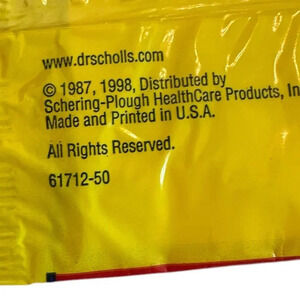 www.drscholls.com
© 1987, 1998, Distributed by
Schering-Plough HealthCare Products, In
Made and Printed in U.S.A.
All Rights Reserved.
61712-50